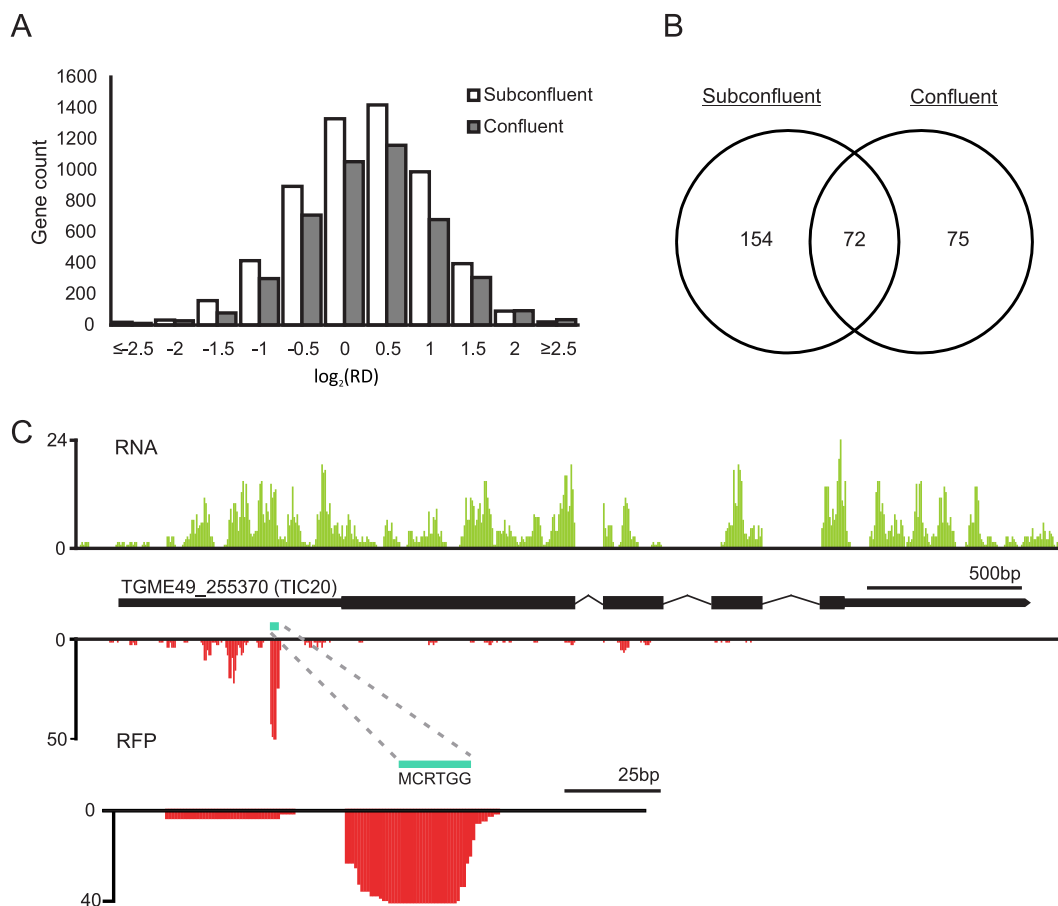 A
Gene count
1600
1400
1200
1000
800
600
400
200
0
≤-2.5 -2 -1.5 -1 -0.5 0 0.5 1 1.5 2 ≥2.5
log₂(RD)
Subconfluent
Confluent
B
Subconfluent Confluent
154 72 75
C
24
RNA
0
500bp
TGME49_255370 (TIC20)
0
50
RFP
MCRTGG
25bp
0
40